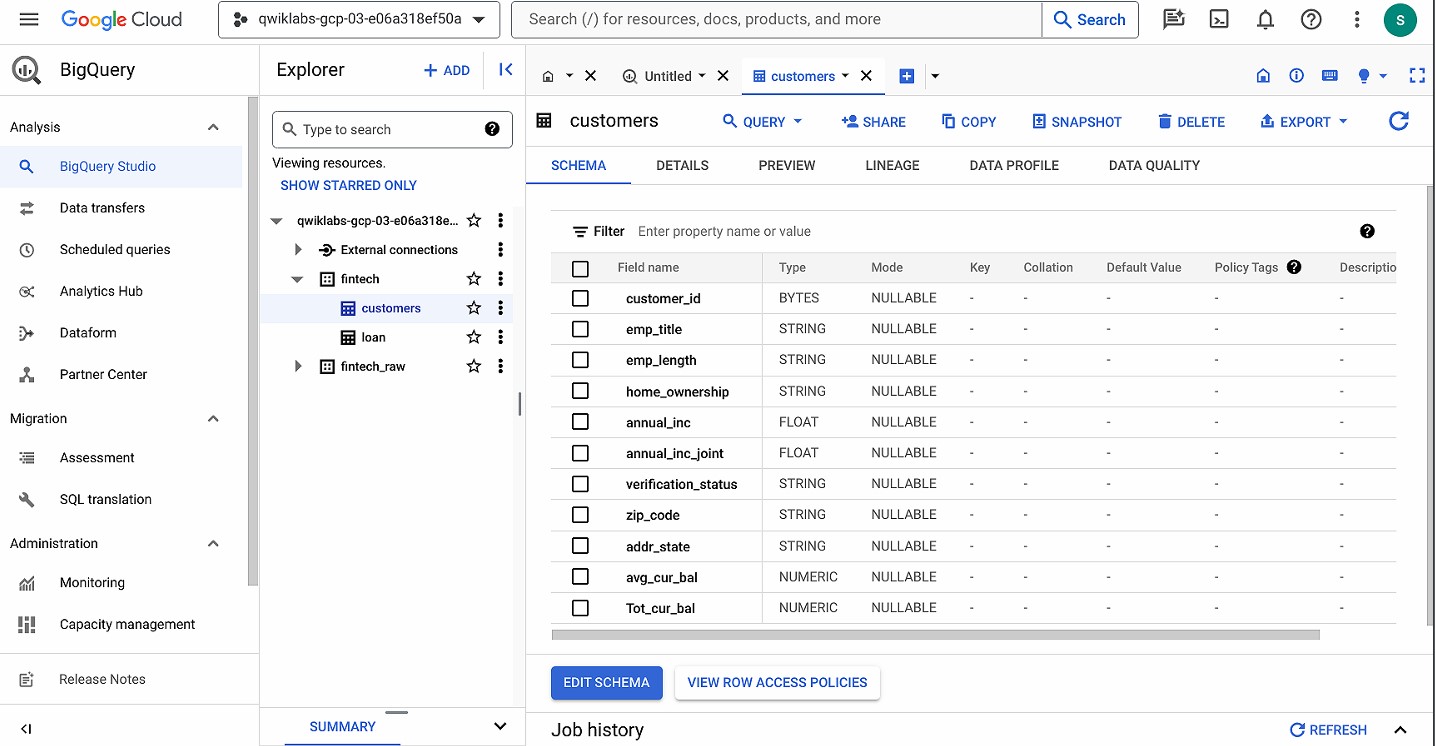 Google Cloud
qwiklabs-gcp-03-e06a318ef50a
Search (/) for resources, docs, products, and more
Search
S
BigQuery
Analysis
BigQuery Studio
Data transfers
Scheduled queries
Analytics Hub
Dataform
Partner Center
Migration
Assessment
SQL translation
Administration
Monitoring
Capacity management
Release Notes
Explorer
+ ADD
Type to search
Viewing resources.
SHOW STARRED ONLY
qwiklabs-gcp-03-e06a318e...
External connections
fintech
customers
loan
fintech_raw
SUMMARY
Untitled
customers
customers
QUERY
SHARE
COPY
SNAPSHOT
DELETE
EXPORT
SCHEMA DETAILS PREVIEW LINEAGE DATA PROFILE DATA QUALITY
Filter Enter property name or value
Field name Type Mode Key Collation Default Value Policy Tags Descriptio
customer_id BYTES NULLABLE - - - - -
emp_title STRING NULLABLE - - - - -
emp_length STRING NULLABLE - - - - -
home_ownership STRING NULLABLE - - - - -
annual_inc FLOAT NULLABLE - - - - -
annual_inc_joint FLOAT NULLABLE - - - - -
verification_status STRING NULLABLE - - - - -
zip_code STRING NULLABLE - - - - -
addr_state STRING NULLABLE - - - - -
avg_cur_bal NUMERIC NULLABLE - - - - -
Tot_cur_bal NUMERIC NULLABLE - - - - -
EDIT SCHEMA
VIEW ROW ACCESS POLICIES
Job history
REFRESH